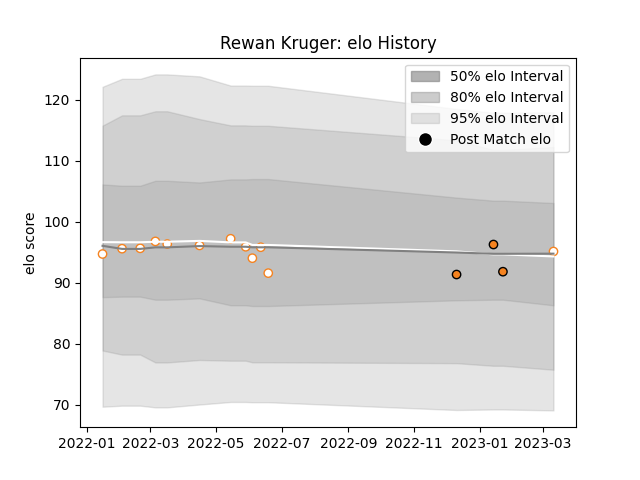 Rewan Kruger: elo History
50% elo Interval
80% elo Interval
95% elo Interval
Post Match elo
elo score
120
110
100
90
80
70
2022-01 2022-03 2022-05 2022-07 2022-09 2022-11 2023-01 2023-03